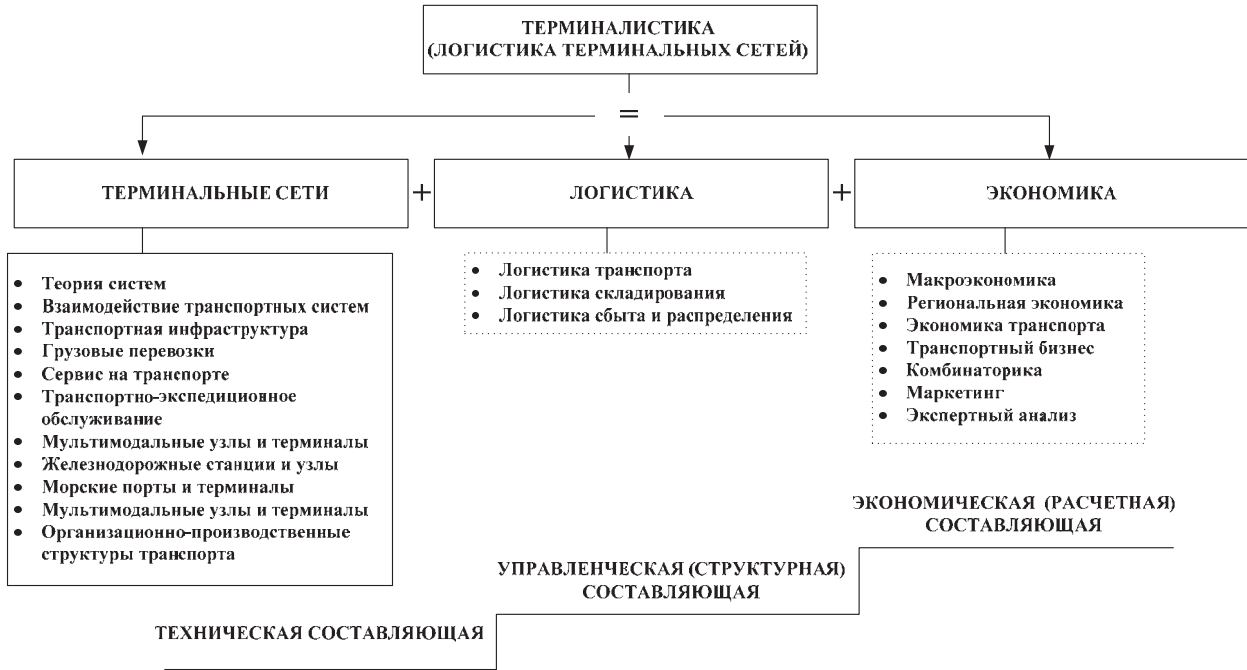 ТЕРМИНАЛИСТИКА
(ЛОГИСТИКА ТЕРМИНАЛЬНЫХ СЕТЕЙ)
=
ТЕРМИНАЛЬНЫЕ СЕТИ
+
ЛОГИСТИКА
+
ЭКОНОМИКА
• Теория систем
• Взаимодействие транспортных систем
• Транспортная инфраструктура
• Грузовые перевозки
• Сервис на транспорте
• Транспортно-экспедиционное
обслуживание
• Мультимодальные узлы и терминалы
• Железнодорожные станции и узлы
• Морские порты и терминалы
• Мультимодальные узлы и терминалы
• Организационно-производственные
структуры транспорта
• Логистика транспорта
• Логистика складирования
• Логистика сбыта и распределения
• Макроэкономика
• Региональная экономика
• Экономика транспорта
• Транспортный бизнес
• Комбинаторика
• Маркетинг
• Экспертный анализ
ТЕХНИЧЕСКАЯ СОСТАВЛЯЮЩАЯ
УПРАВЛЕНЧЕСКАЯ (СТРУКТУРНАЯ)
СОСТАВЛЯЮЩАЯ
ЭКОНОМИЧЕСКАЯ (РАСЧЕТНАЯ)
СОСТАВЛЯЮЩАЯ